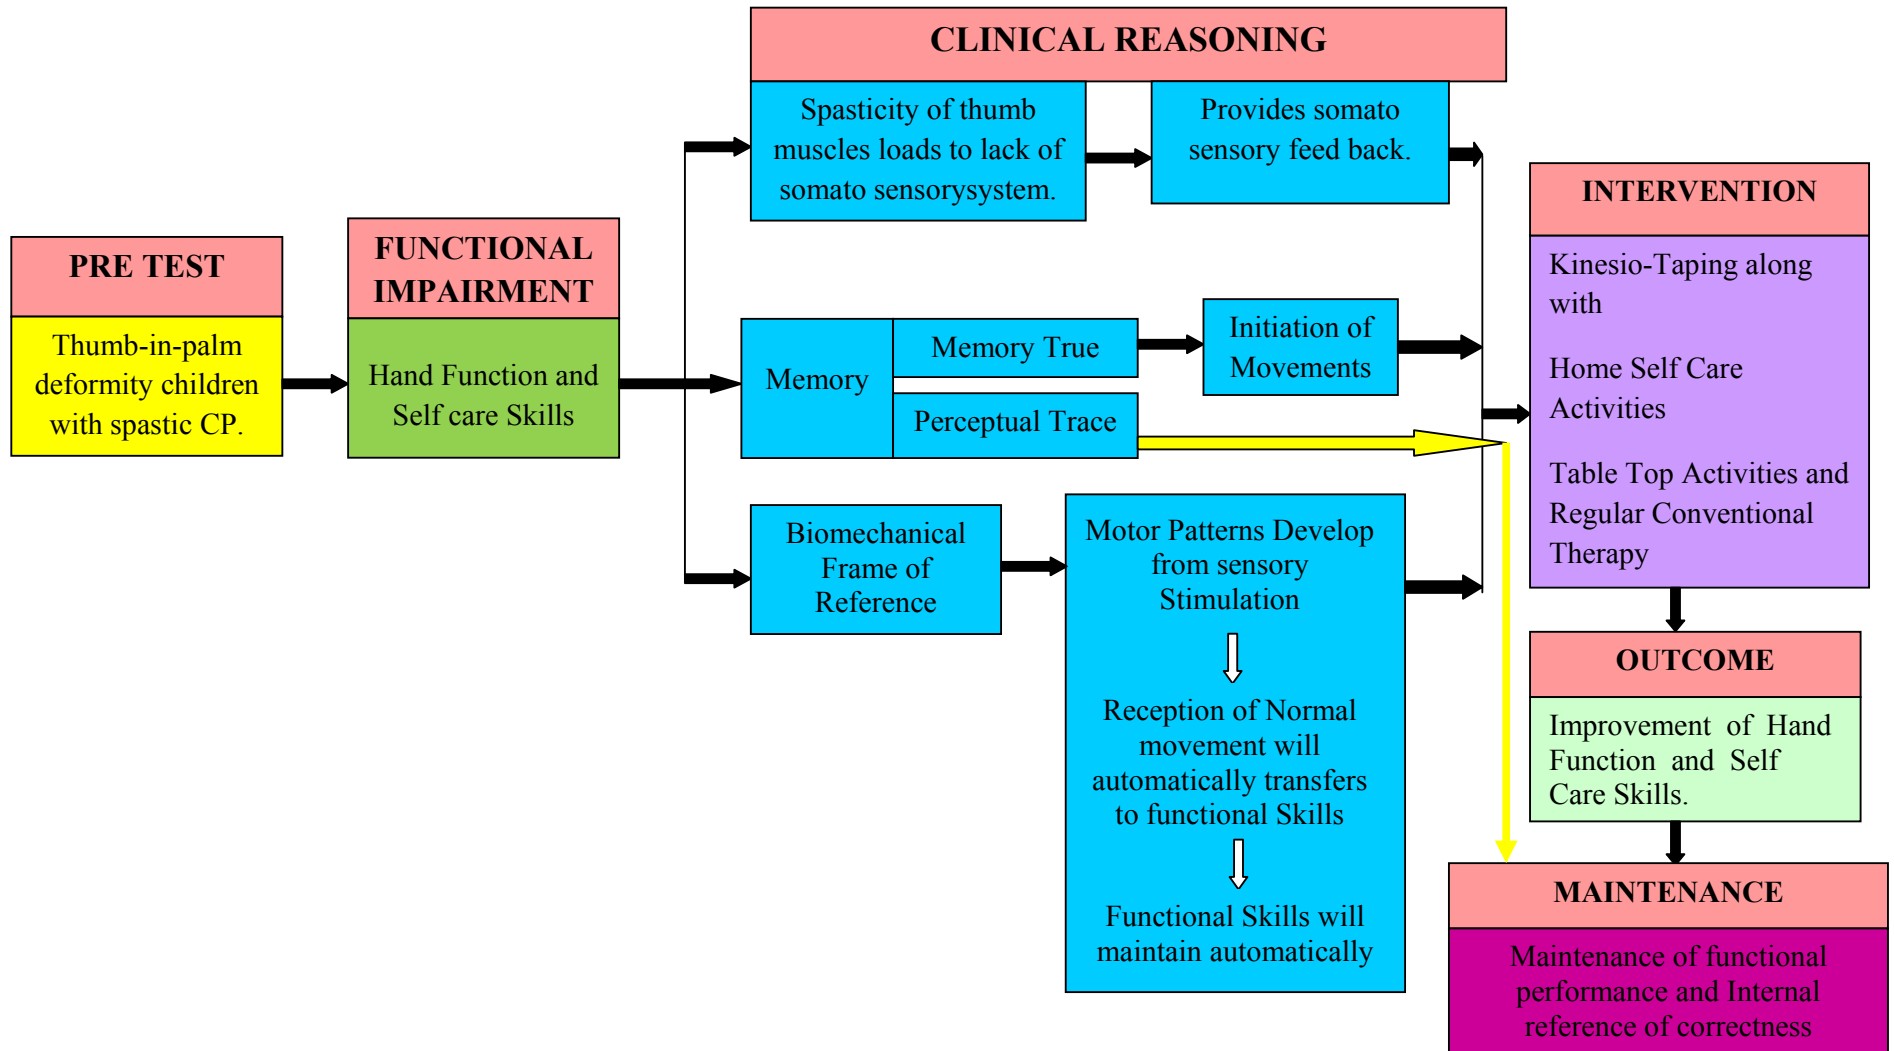 CLINICAL REASONING
Spasticity of thumb
muscles loads to lack of
somato sensorysystem.
Provides somato
sensory feed back.
PRE TEST
Thumb-in-palm
deformity children
with spastic CP.
FUNCTIONAL
IMPAIRMENT
Hand Function and
Self care Skills
Memory
Memory True
Perceptual Trace
Initiation of
Movements
Biomechanical
Frame of
Reference
Motor Patterns Develop
from sensory
Stimulation
Reception of Normal
movement will
automatically transfers
to functional Skills
Functional Skills will
maintain automatically
INTERVENTION
Kinesio-Taping along
with
Home Self Care
Activities
Table Top Activities and
Regular Conventional
Therapy
OUTCOME
Improvement of Hand
Function and Self
Care Skills.
MAINTENANCE
Maintenance of functional
performance and Internal
reference of correctness